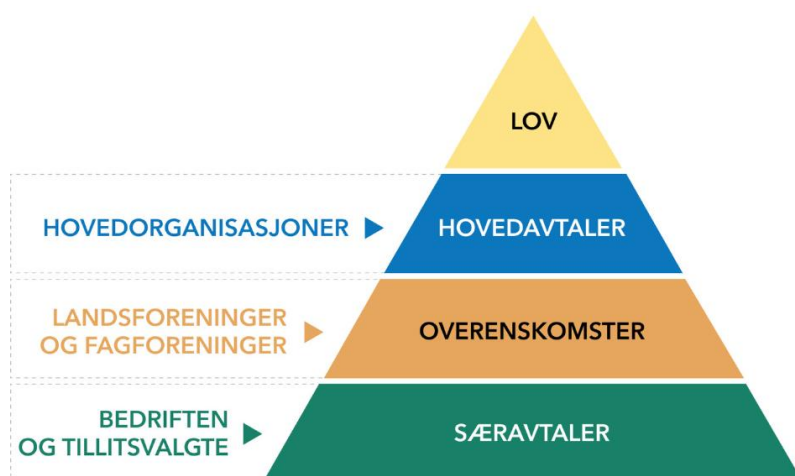 LOV
HOVEDORGANISASJONER
HOVEDAVTALER
LANDSFORENINGER
OG FAGFORENINGER
OVERENSKOMSTER
BEDRIFTEN
OG TILLITSVALGTE
SÆRAVTALER